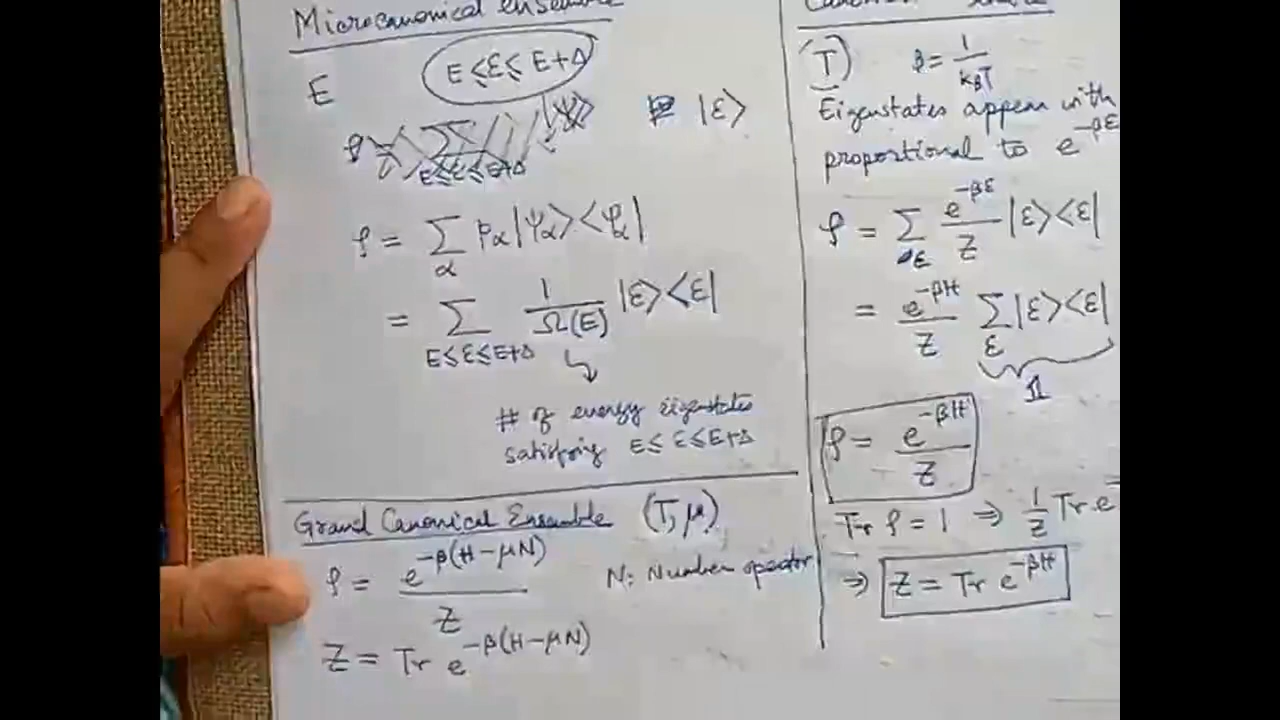 Microcanonical ensemble
E
E ≤ ε ≤ E+Δ
|ε⟩
ρ = Σ_α p_α |ψ_α⟩⟨ψ_α|
= Σ_{E≤ε≤E+Δ} 1/Ω(E) |ε⟩⟨ε|
# of energy eigenstates
satisfying E ≤ ε ≤ E+Δ
Grand Canonical Ensemble (T, μ)
ρ = e^{-β(H-μN)}/Z
N: Number operator
Z = Tr e^{-β(H-μN)}
(T) β = 1/k_BT
Eigenstates appear with
proportional to e^{-βε}
ρ = Σ_ε e^{-βε}/Z |ε⟩⟨ε|
= e^{-βH}/Z Σ_ε |ε⟩⟨ε|
𝟙
ρ = e^{-βH}/Z
Tr ρ = 1 ⇒ 1/Z Tr e^-
⇒ Z = Tr e^{-βH}